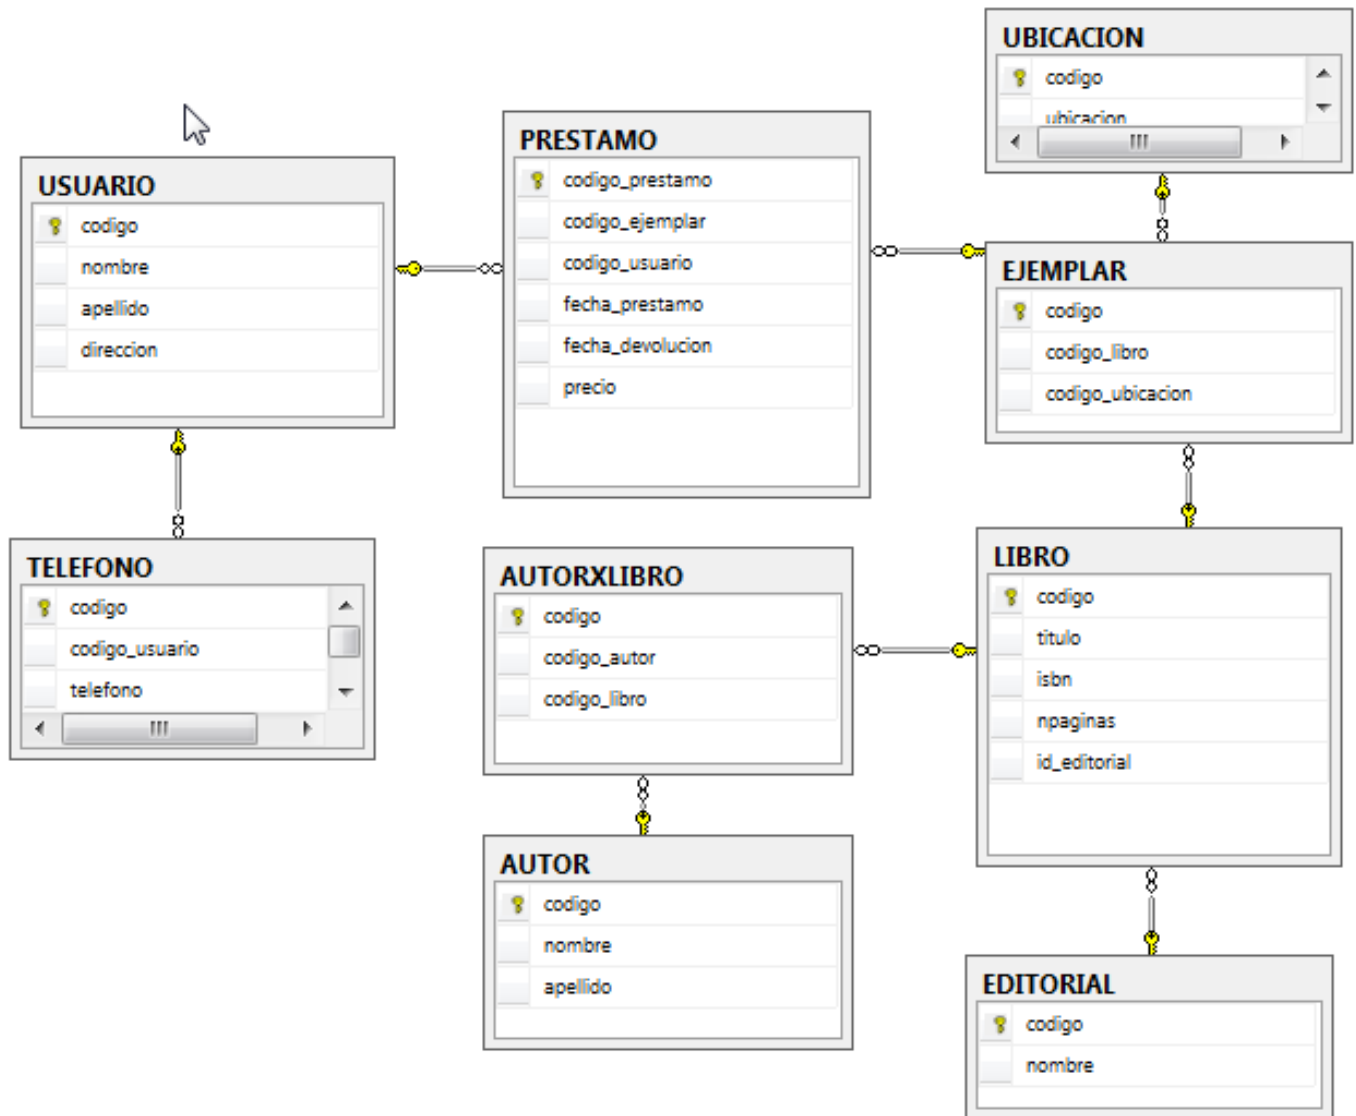 USUARIO
codigo
nombre
apellido
direccion
TELEFONO
codigo
codigo_usuario
telefono
PRESTAMO
codigo_prestamo
codigo_ejemplar
codigo_usuario
fecha_prestamo
fecha_devolucion
precio
AUTORXLIBRO
codigo
codigo_autor
codigo_libro
AUTOR
codigo
nombre
apellido
UBICACION
codigo
ubicacion
EJEMPLAR
codigo
codigo_libro
codigo_ubicacion
LIBRO
codigo
titulo
isbn
npaginas
id_editorial
EDITORIAL
codigo
nombre